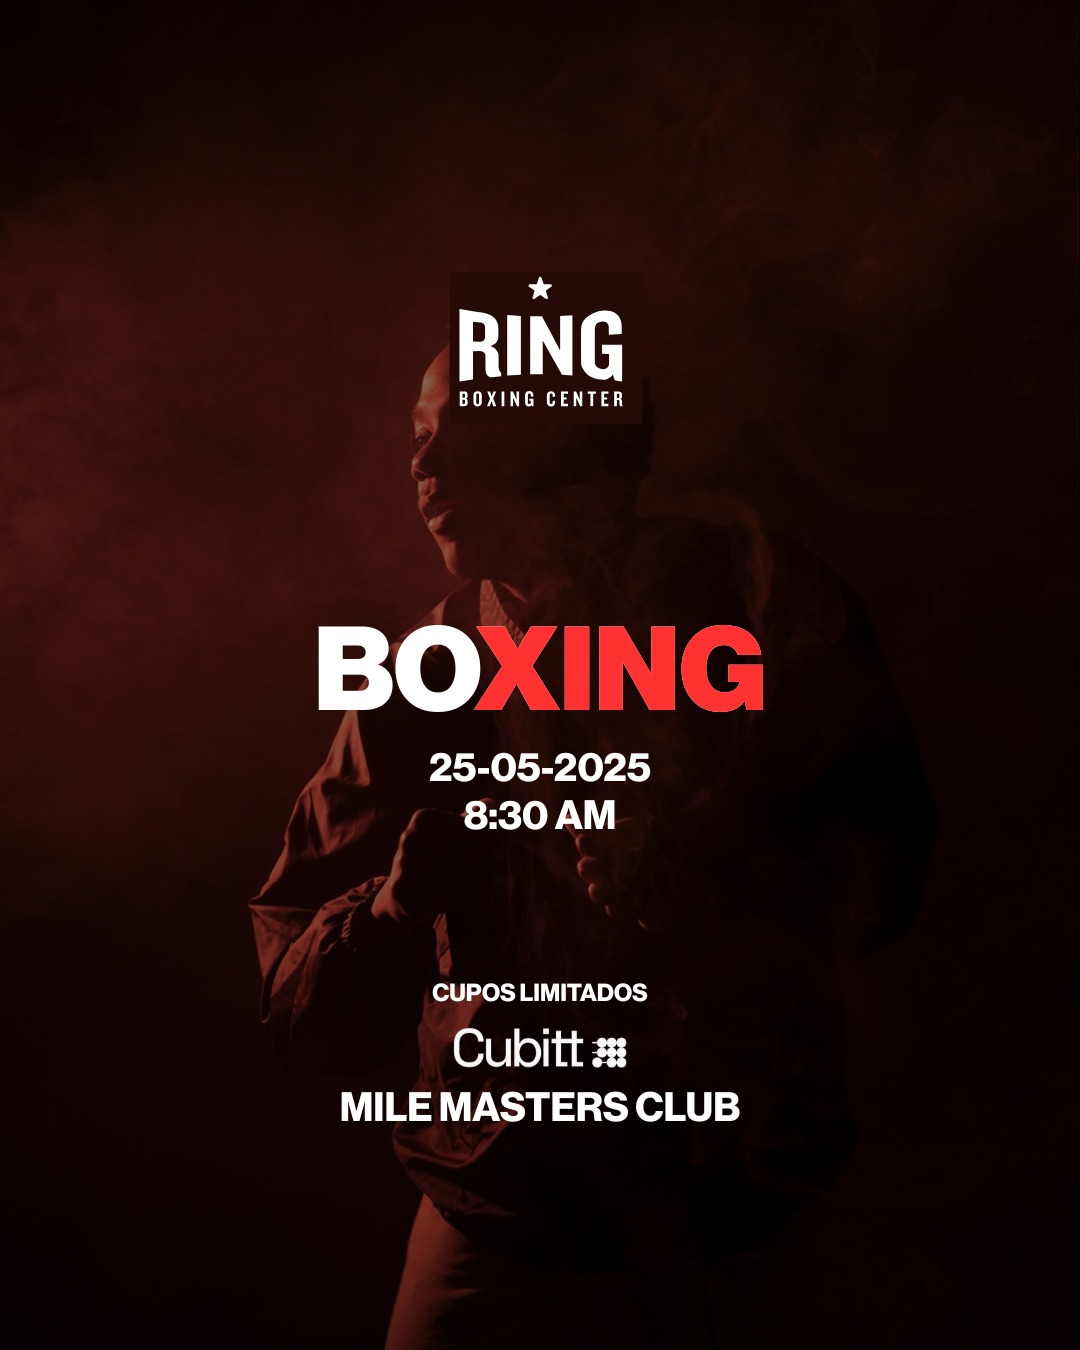 RING
BOXING CENTER
BOXING
25-05-2025
8:30 AM
CUPOS LIMITADOS
Cubitt
MILE MASTERS CLUB